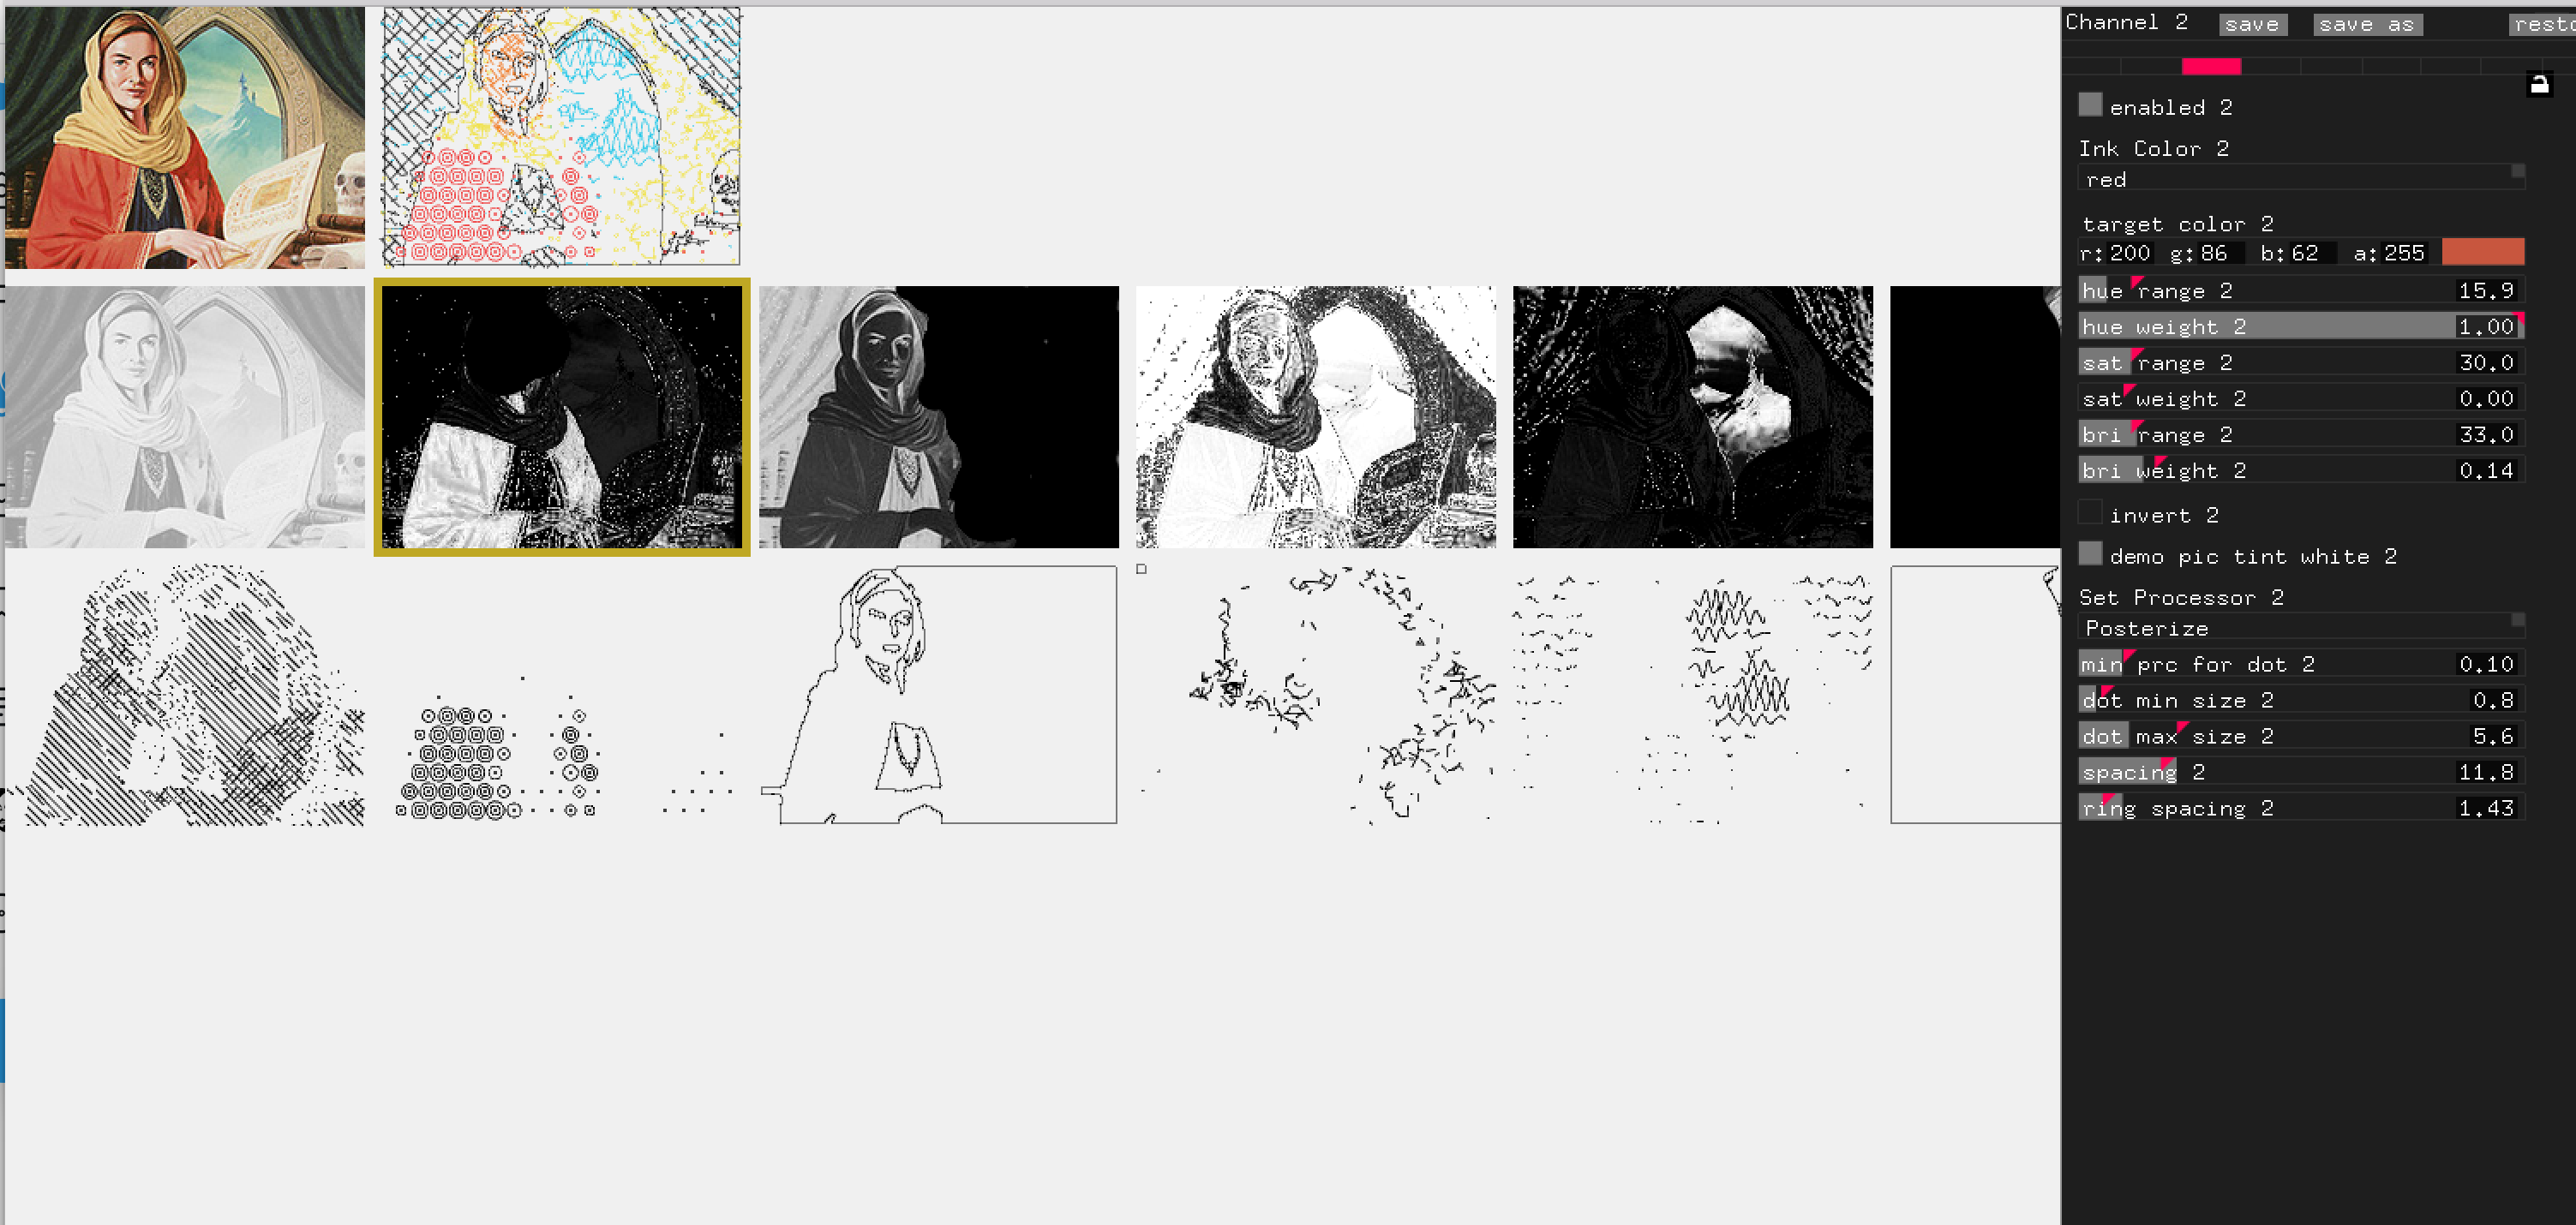 Channel 2 save save as
enabled 2
Ink Color 2
red
target color 2
r: 200 g: 86 b: 62 a: 255
hue range 2 15.9
hue weight 2 1.00
sat range 2 30.0
sat weight 2 0.00
bri range 2 33.0
bri weight 2 0.14
invert 2
demo pic tint white 2
Set Processor 2
Posterize
min prc for dot 2 0.10
dot min size 2 0.8
dot max size 2 5.6
spacing 2 11.8
ring spacing 2 1.43